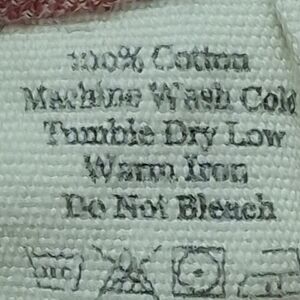 100% Cotton
Machine Wash Cold
Tumble Dry Low
Warm Iron
Do Not Bleach